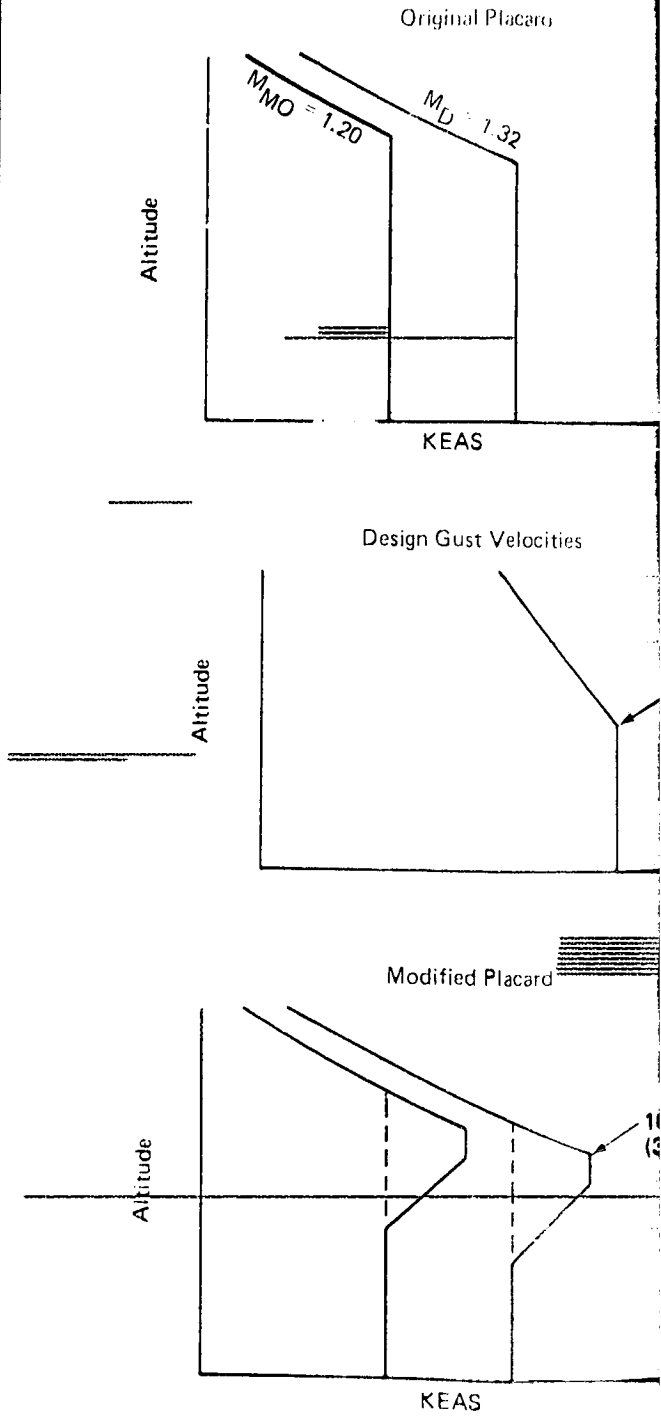 Original Placard
M_MO = 1.20
M_D = 1.32
Altitude
KEAS
Design Gust Velocities
Altitude
Modified Placard
Altitude
KEAS